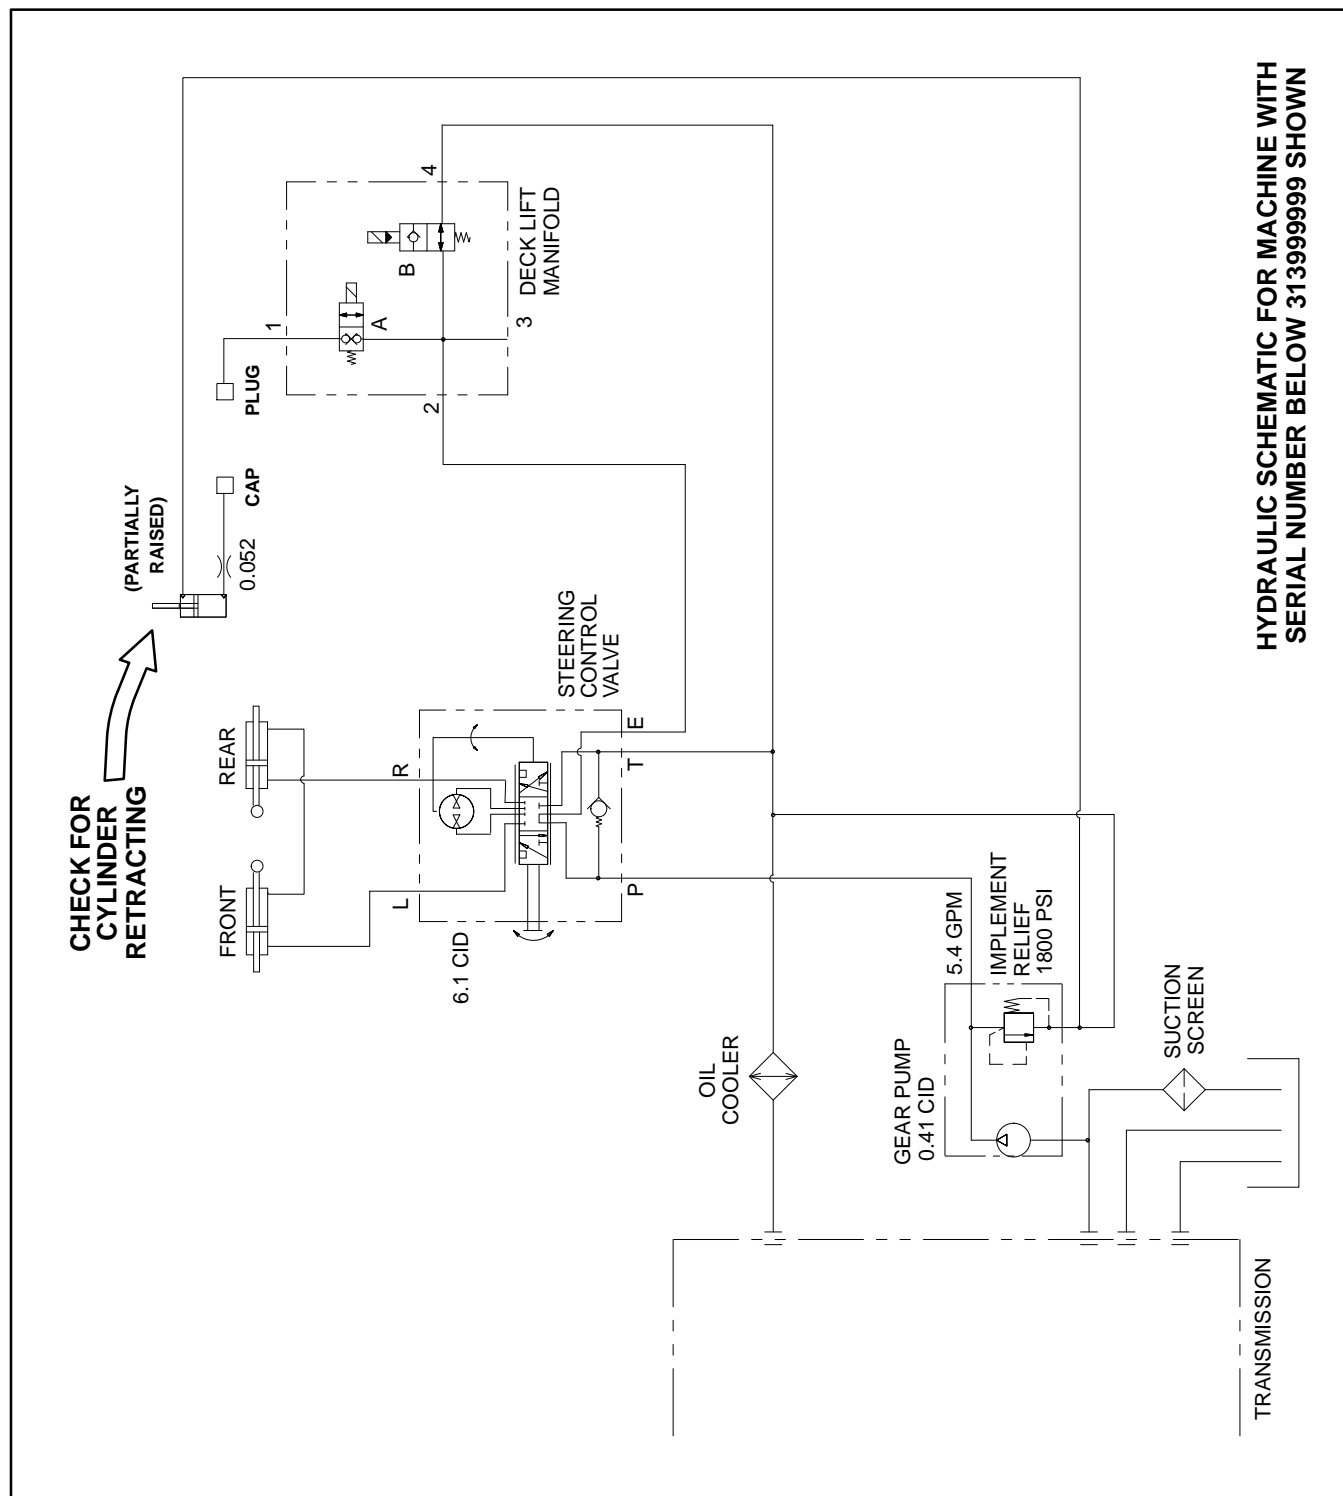 CHECK FOR
CYLINDER
RETRACTING
(PARTIALLY
RAISED)
0.052
CAP
PLUG
1
A
B
2
3
4
DECK LIFT
MANIFOLD
FRONT
REAR
L
R
6.1 CID
STEERING
CONTROL
VALVE
P
T
E
OIL
COOLER
GEAR PUMP
0.41 CID
5.4 GPM
IMPLEMENT
RELIEF
1800 PSI
SUCTION
SCREEN
TRANSMISSION
HYDRAULIC SCHEMATIC FOR MACHINE WITH
SERIAL NUMBER BELOW 313999999 SHOWN